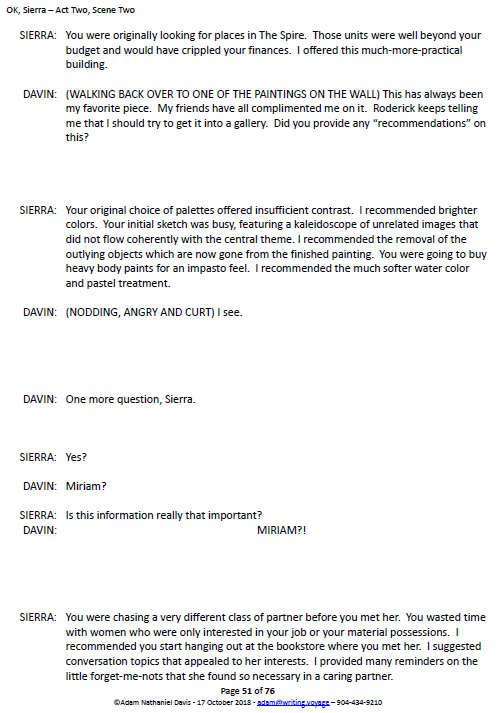 OK, Sierra – Act Two, Scene Two
SIERRA: You were originally looking for places in The Spire. Those units were well beyond your
budget and would have crippled your finances. I offered this much-more-practical
building.
DAVIN: (WALKING BACK OVER TO ONE OF THE PAINTINGS ON THE WALL) This has always been
my favorite piece. My friends have all complimented me on it. Roderick keeps telling
me that I should try to get it into a gallery. Did you provide any “recommendations” on
this?
SIERRA: Your original choice of palettes offered insufficient contrast. I recommended brighter
colors. Your initial sketch was busy, featuring a kaleidoscope of unrelated images that
did not flow coherently with the central theme. I recommended the removal of the
outlying objects which are now gone from the finished painting. You were going to buy
heavy body paints for an impasto feel. I recommended the much softer water color
and pastel treatment.
DAVIN: (NODDING, ANGRY AND CURT) I see.
DAVIN: One more question, Sierra.
SIERRA: Yes?
DAVIN: Miriam?
SIERRA: Is this information really that important?
DAVIN: MIRIAM?!
SIERRA: You were chasing a very different class of partner before you met her. You wasted time
with women who were only interested in your job or your material possessions. I
recommended you start hanging out at the bookstore where you met her. I suggested
conversation topics that appealed to her interests. I provided many reminders on the
little forget-me-nots that she found so necessary in a caring partner.
Page 51 of 76
©Adam Nathaniel Davis - 17 October 2018 - adam@writing.voyage – 904-434-9210